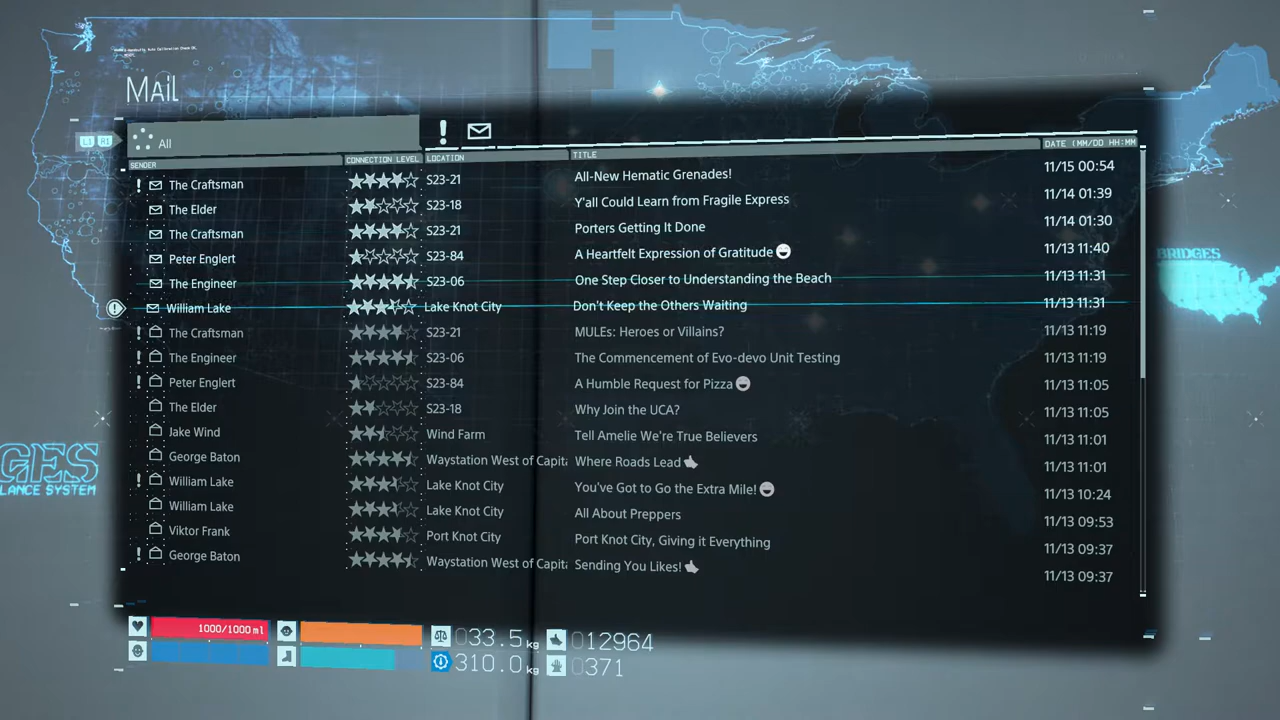 Mail
L1 R1 All
SENDER CONNECTION LEVEL LOCATION TITLE DATE (MM/DD HH:MM
! The Craftsman S23-21 All-New Hematic Grenades! 11/15 00:54
The Elder S23-18 Y'all Could Learn from Fragile Express 11/14 01:39
The Craftsman S23-21 Porters Getting It Done 11/14 01:30
Peter Englert S23-84 A Heartfelt Expression of Gratitude 11/13 11:40
The Engineer S23-06 One Step Closer to Understanding the Beach 11/13 11:31
! William Lake Lake Knot City Don't Keep the Others Waiting 11/13 11:31
The Craftsman S23-21 MULEs: Heroes or Villains? 11/13 11:19
! The Engineer S23-06 The Commencement of Evo-devo Unit Testing 11/13 11:19
! Peter Englert S23-84 A Humble Request for Pizza 11/13 11:05
The Elder S23-18 Why Join the UCA? 11/13 11:05
Jake Wind Wind Farm Tell Amelie We're True Believers 11/13 11:01
George Baton Waystation West of Capit Where Roads Lead 11/13 11:01
! William Lake Lake Knot City You've Got to Go the Extra Mile! 11/13 10:24
William Lake Lake Knot City All About Preppers 11/13 09:53
Viktor Frank Port Knot City Port Knot City, Giving it Everything 11/13 09:37
! George Baton Waystation West of Capit Sending You Likes! 11/13 09:37
BRIDGES
GES
LANCE SYSTEM
1000/1000 ml 033.5 kg 012964
310.0 kg 0371